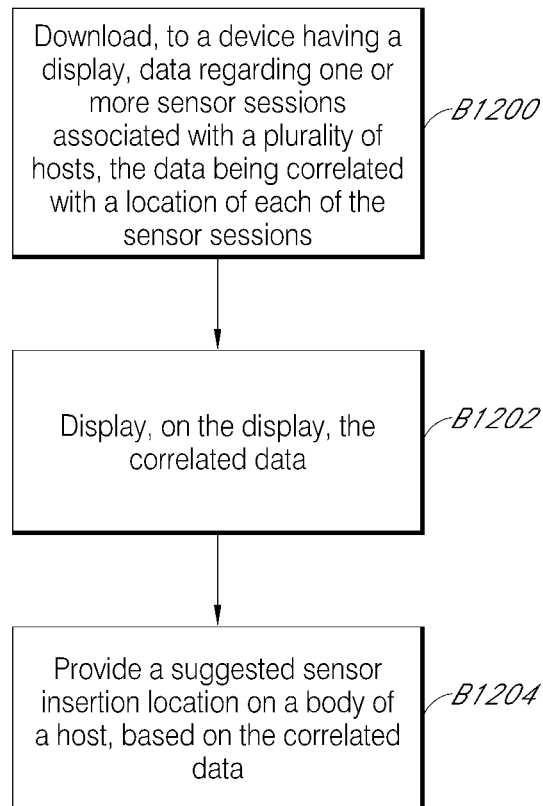 Download, to a device having a
display, data regarding one or
more sensor sessions
associated with a plurality of
hosts, the data being correlated
with a location of each of the
sensor sessions
B1200
Display, on the display, the
correlated data
B1202
Provide a suggested sensor
insertion location on a body of
a host, based on the correlated
data
B1204